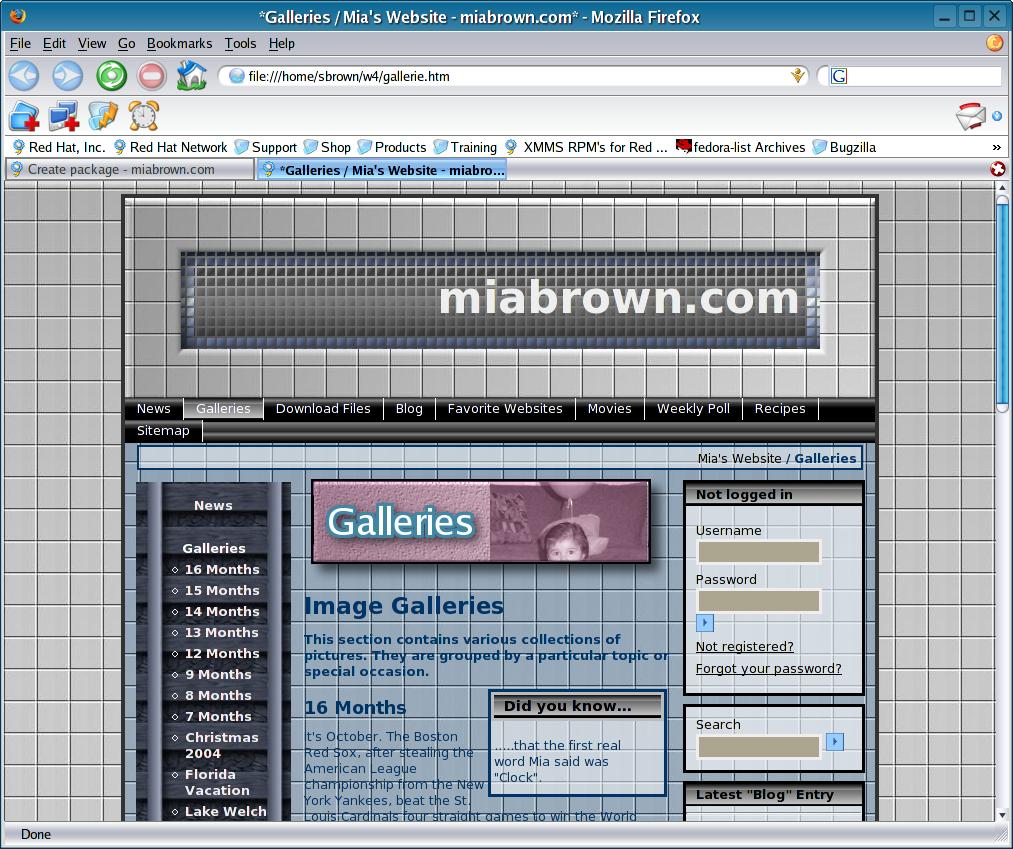 *Galleries / Mia's Website - miabrown.com* - Mozilla Firefox
File Edit View Go Bookmarks Tools Help
file:///home/sbrown/w4/gallerie.htm
G
Red Hat, Inc. Red Hat Network Support Shop Products Training XMMS RPM's for Red ... fedora-list Archives Bugzilla »
Create package - miabrown.com
*Galleries / Mia's Website - miabro...
miabrown.com
News Galleries Download Files Blog Favorite Websites Movies Weekly Poll Recipes
Sitemap
Mia's Website / Galleries
News
Galleries
16 Months
15 Months
14 Months
13 Months
12 Months
9 Months
8 Months
7 Months
Christmas
2004
Florida
Vacation
Lake Welch
Galleries
Image Galleries
This section contains various collections of
pictures. They are grouped by a particular topic or
special occasion.
16 Months
It's October. The Boston
Red Sox, after stealing the
American League
championship from the New
York Yankees, beat the St.
Louis Cardinals four straight games to win the World
Did you know...
.....that the first real
word Mia said was
"Clock".
Not logged in
Username
Password
Not registered?
Forgot your password?
Search
Latest "Blog" Entry
Done